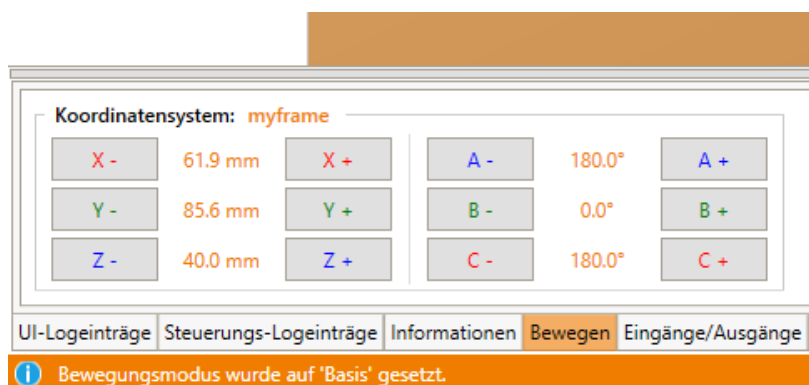 Koordinatensystem: myframe
X - 61.9 mm X + A - 180.0° A +
Y - 85.6 mm Y + B - 0.0° B +
Z - 40.0 mm Z + C - 180.0° C +
UI-Logeinträge Steuerungs-Logeinträge Informationen Bewegen Eingänge/Ausgänge
Bewegungsmodus wurde auf 'Basis' gesetzt.